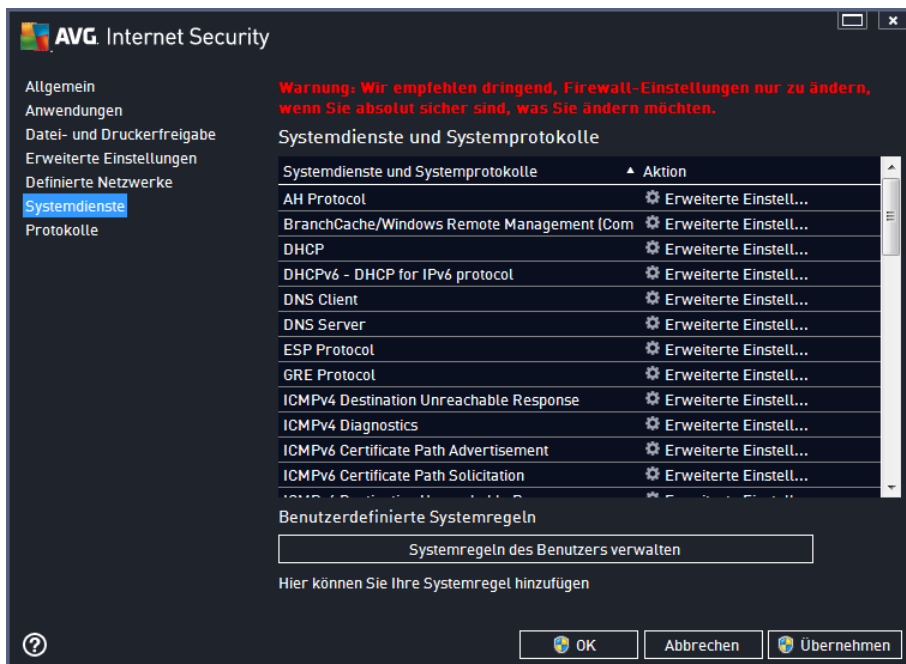 AVG. Internet Security
Allgemein
Anwendungen
Datei- und Druckerfreigabe
Erweiterte Einstellungen
Definierte Netzwerke
Systemdienste
Protokolle
Warnung: Wir empfehlen dringend, Firewall-Einstellungen nur zu ändern,
wenn Sie absolut sicher sind, was Sie ändern möchten.
Systemdienste und Systemprotokolle
Systemdienste und Systemprotokolle Aktion
AH Protocol Erweiterte Einstell...
BranchCache/Windows Remote Management (Com Erweiterte Einstell...
DHCP Erweiterte Einstell...
DHCPv6 - DHCP for IPv6 protocol Erweiterte Einstell...
DNS Client Erweiterte Einstell...
DNS Server Erweiterte Einstell...
ESP Protocol Erweiterte Einstell...
GRE Protocol Erweiterte Einstell...
ICMPv4 Destination Unreachable Response Erweiterte Einstell...
ICMPv4 Diagnostics Erweiterte Einstell...
ICMPv6 Certificate Path Advertisement Erweiterte Einstell...
ICMPv6 Certificate Path Solicitation Erweiterte Einstell...
Benutzerdefinierte Systemregeln
Systemregeln des Benutzers verwalten
Hier können Sie Ihre Systemregel hinzufügen
OK Abbrechen Übernehmen